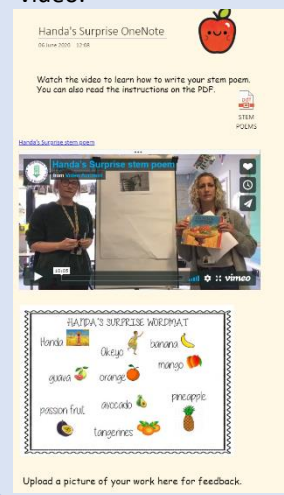 Handa's Surprise OneNote
06 June 2020 12:08
Watch the video to learn how to write your stem poem.
You can also read the instructions on the PDF.
STEM
POEMS
Handa's Surprise stem poem
Handa's Surprise stem poem
from
vimeo
HANDA'S SURPRISE WORDMAT
Handa
Okeyo
banana
guava
orange
mango
passion fruit
avocado
pineapple
tangerines
Upload a picture of your work here for feedback.